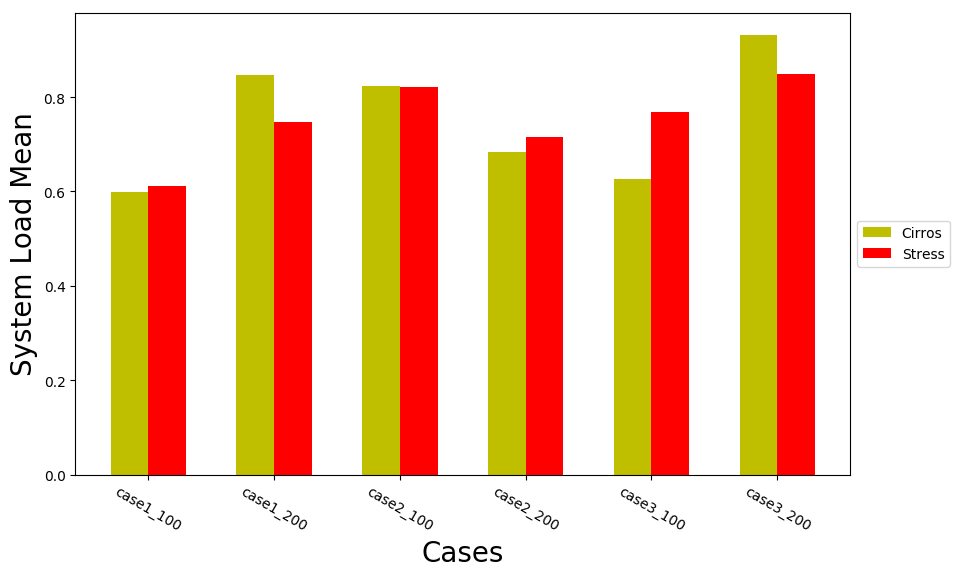 System Load Mean
0.8
0.6
0.4
0.2
0.0
case1_100
case1_200
case2_100
case2_200
case3_100
case3_200
Cases
Cirros
Stress